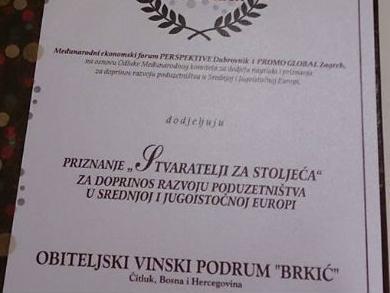 Međunarodni ekonomski forum PERSPEKTIVE Dubrovnik i PROMO GLOBAL Zagreb,
na osnovu Odluke Međunarodnog komiteta za dodjelu nagrada i priznanja
za doprinos razvoju poduzetništva u Srednjoj i Jugoistočnoj Europi,
dodjeljuju
PRIZNANJE „STVARATELJI ZA STOLJEĆA“
ZA DOPRINOS RAZVOJU PODUZETNIŠTVA
U SREDNJOJ I JUGOISTOČNOJ EUROPI
OBITELJSKI VINSKI PODRUM "BRKIĆ"
Čitluk, Bosna i Hercegovina